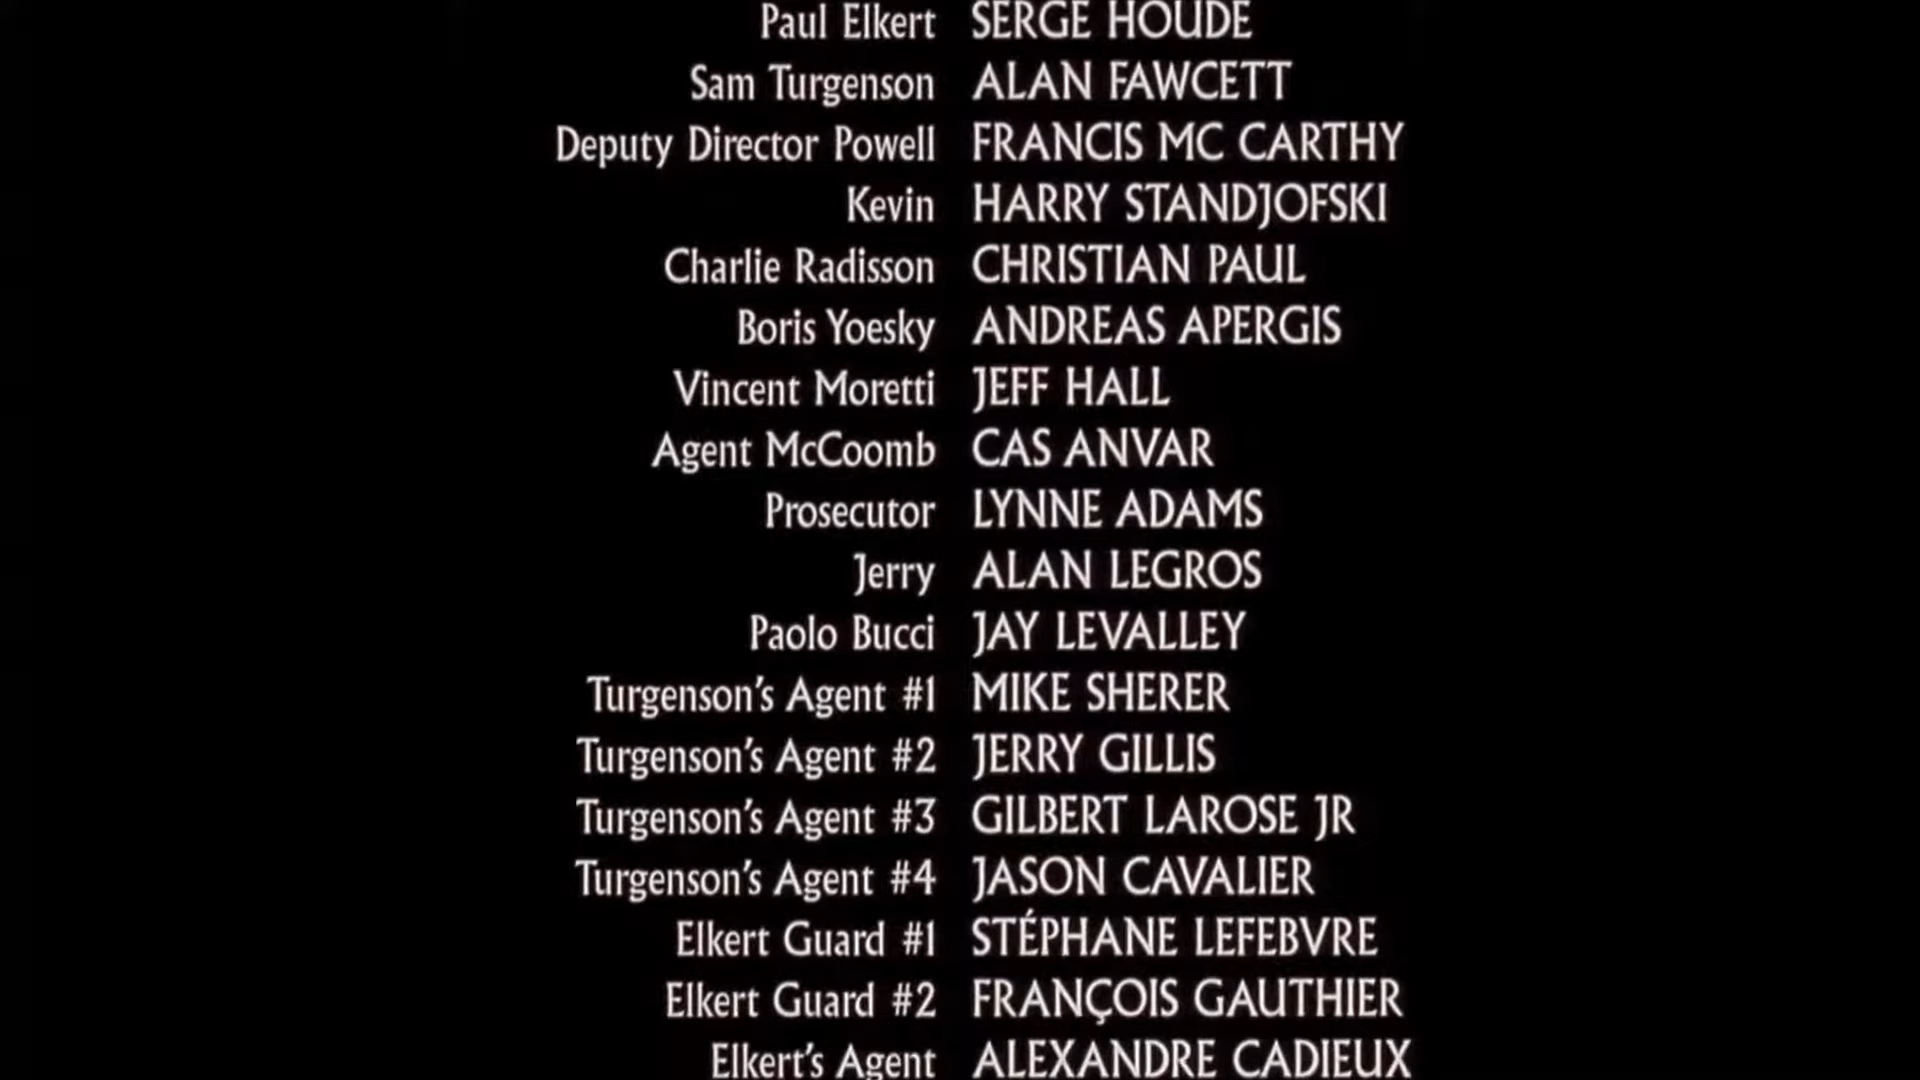 Paul Elkert SERGE HOUDE
Sam Turgenson ALAN FAWCETT
Deputy Director Powell FRANCIS MC CARTHY
Kevin HARRY STANDJOFSKI
Charlie Radisson CHRISTIAN PAUL
Boris Yoesky ANDREAS APERGIS
Vincent Moretti JEFF HALL
Agent McCoomb CAS ANVAR
Prosecutor LYNNE ADAMS
Jerry ALAN LEGROS
Paolo Bucci JAY LEVALLEY
Turgenson's Agent #1 MIKE SHERER
Turgenson's Agent #2 JERRY GILLIS
Turgenson's Agent #3 GILBERT LAROSE JR
Turgenson's Agent #4 JASON CAVALIER
Elkert Guard #1 STÉPHANE LEFEBVRE
Elkert Guard #2 FRANÇOIS GAUTHIER
Elkert's Agent ALEXANDRE CADIEUX